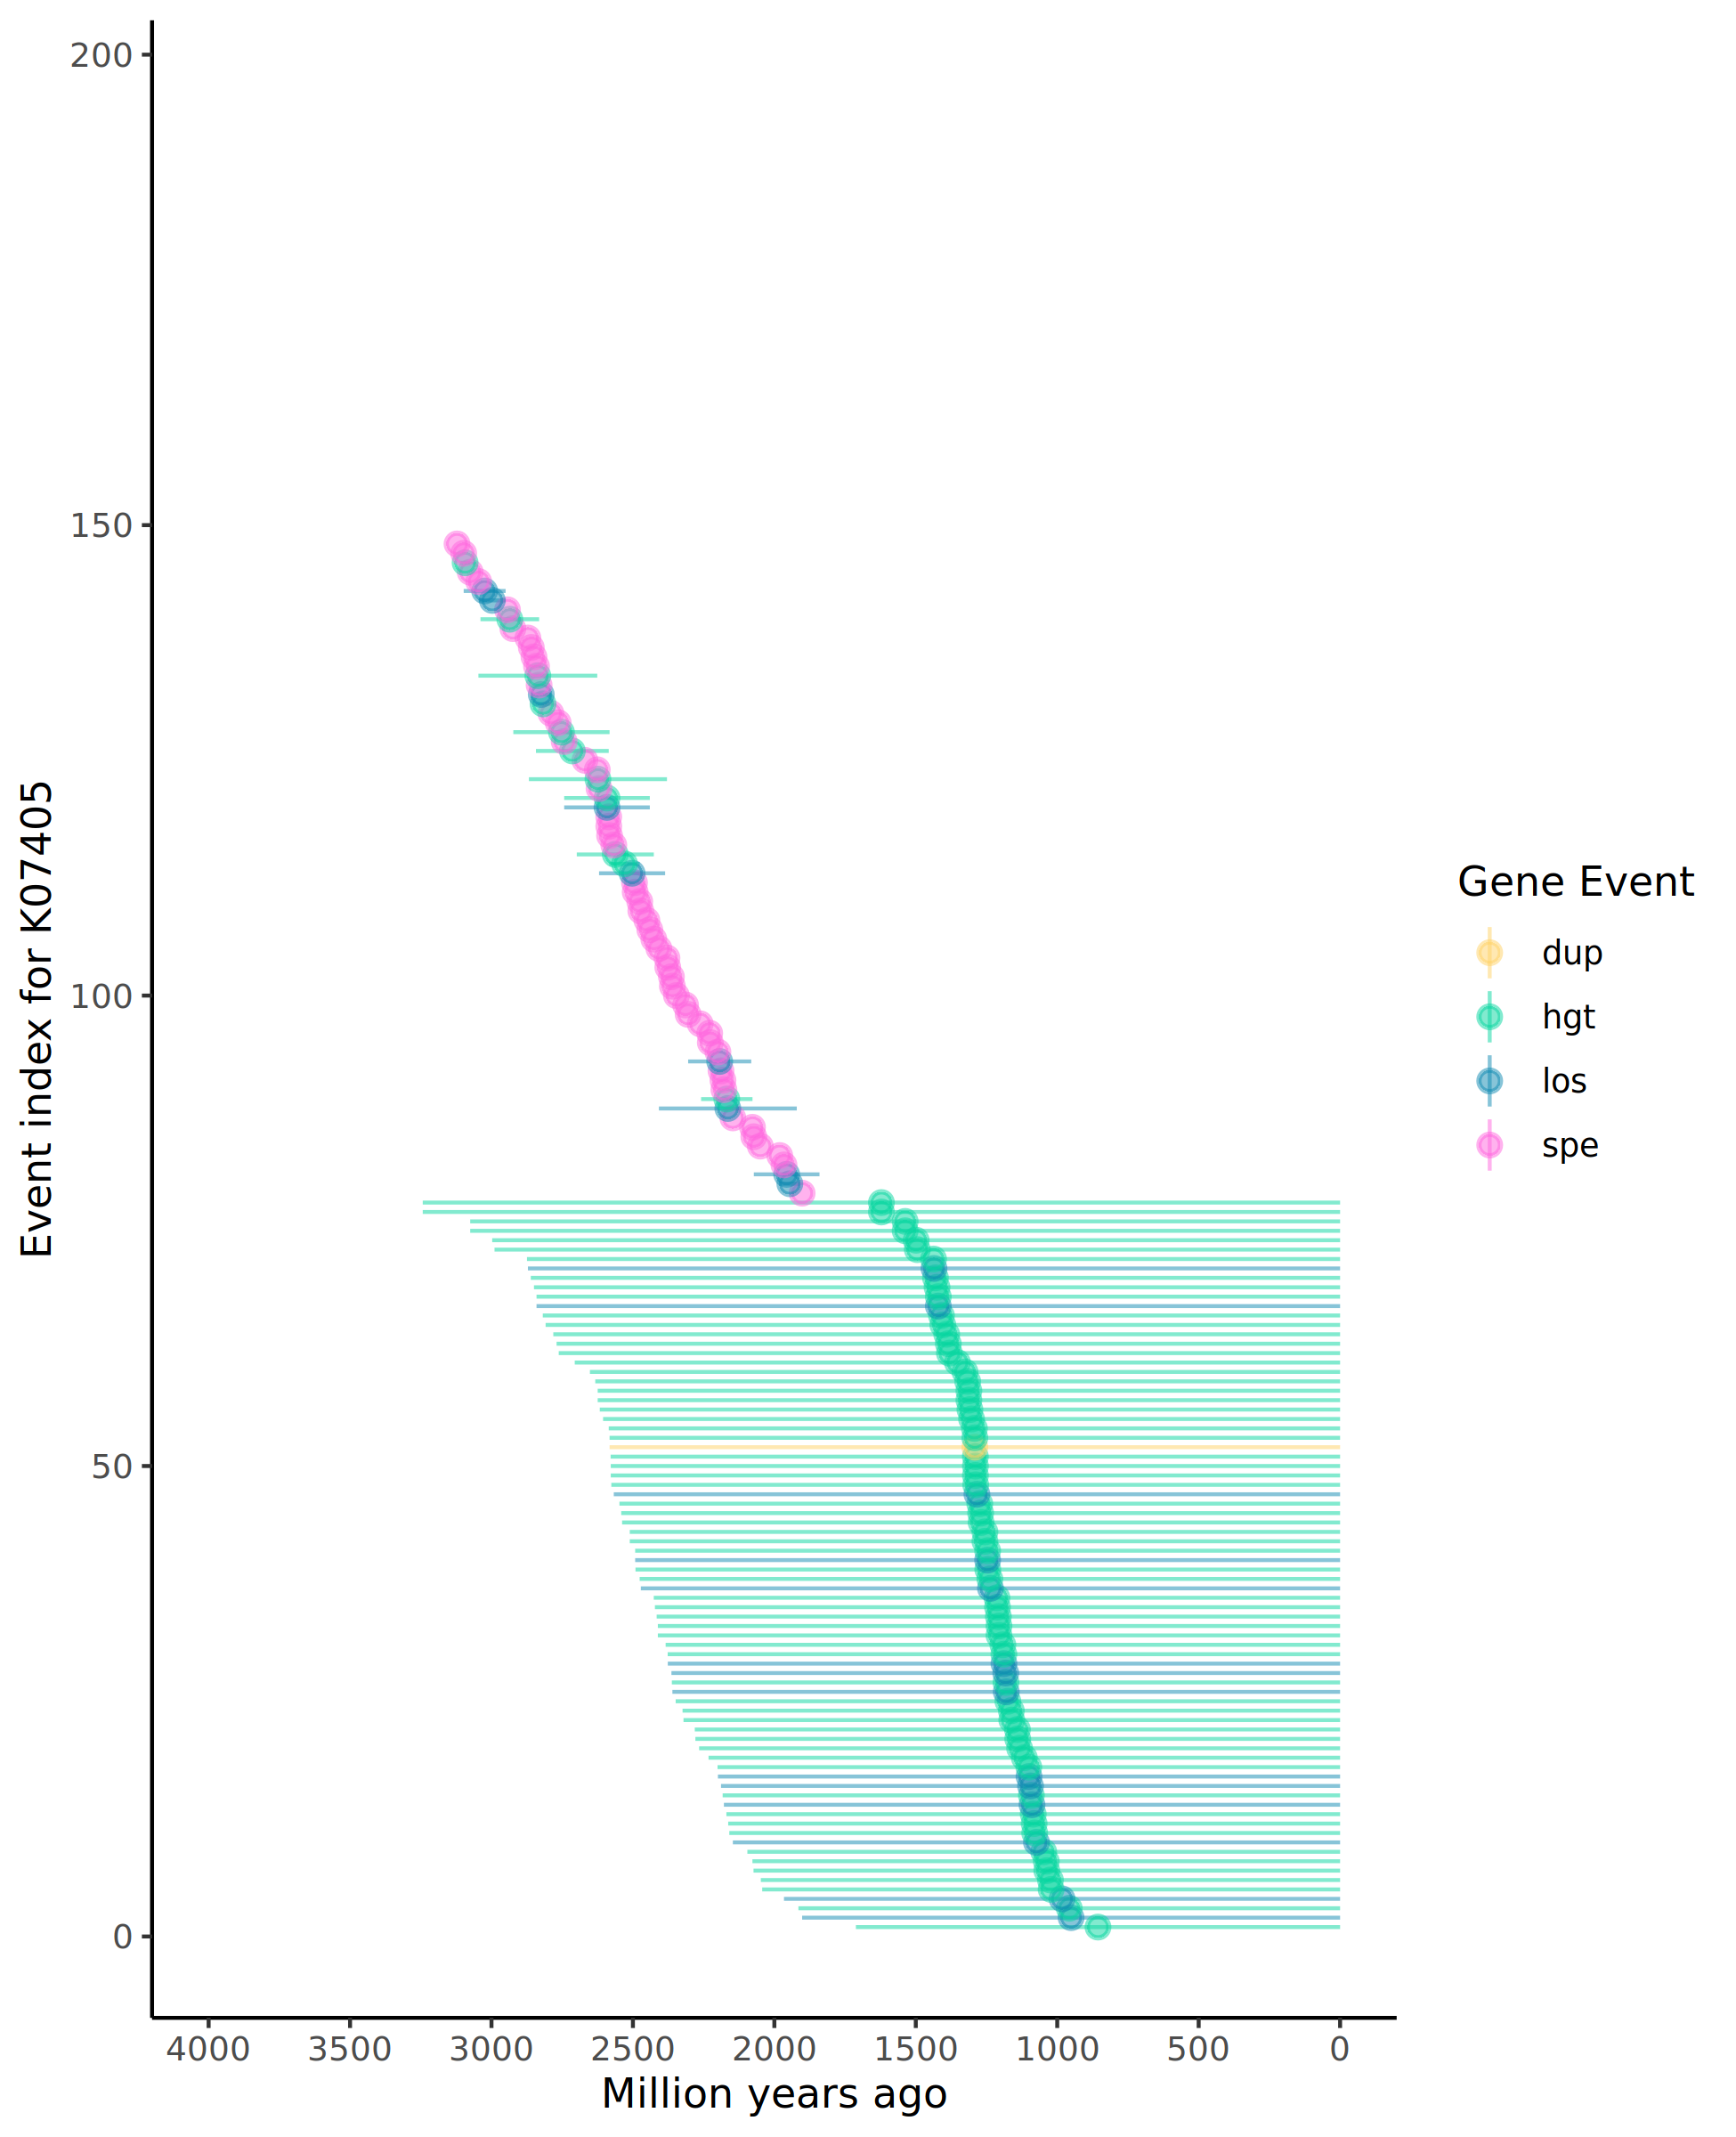 200
150
100
50
0
Event index for K07405
4000 3500 3000 2500 2000 1500 1000 500 0
Million years ago
Gene Event
dup
hgt
los
spe